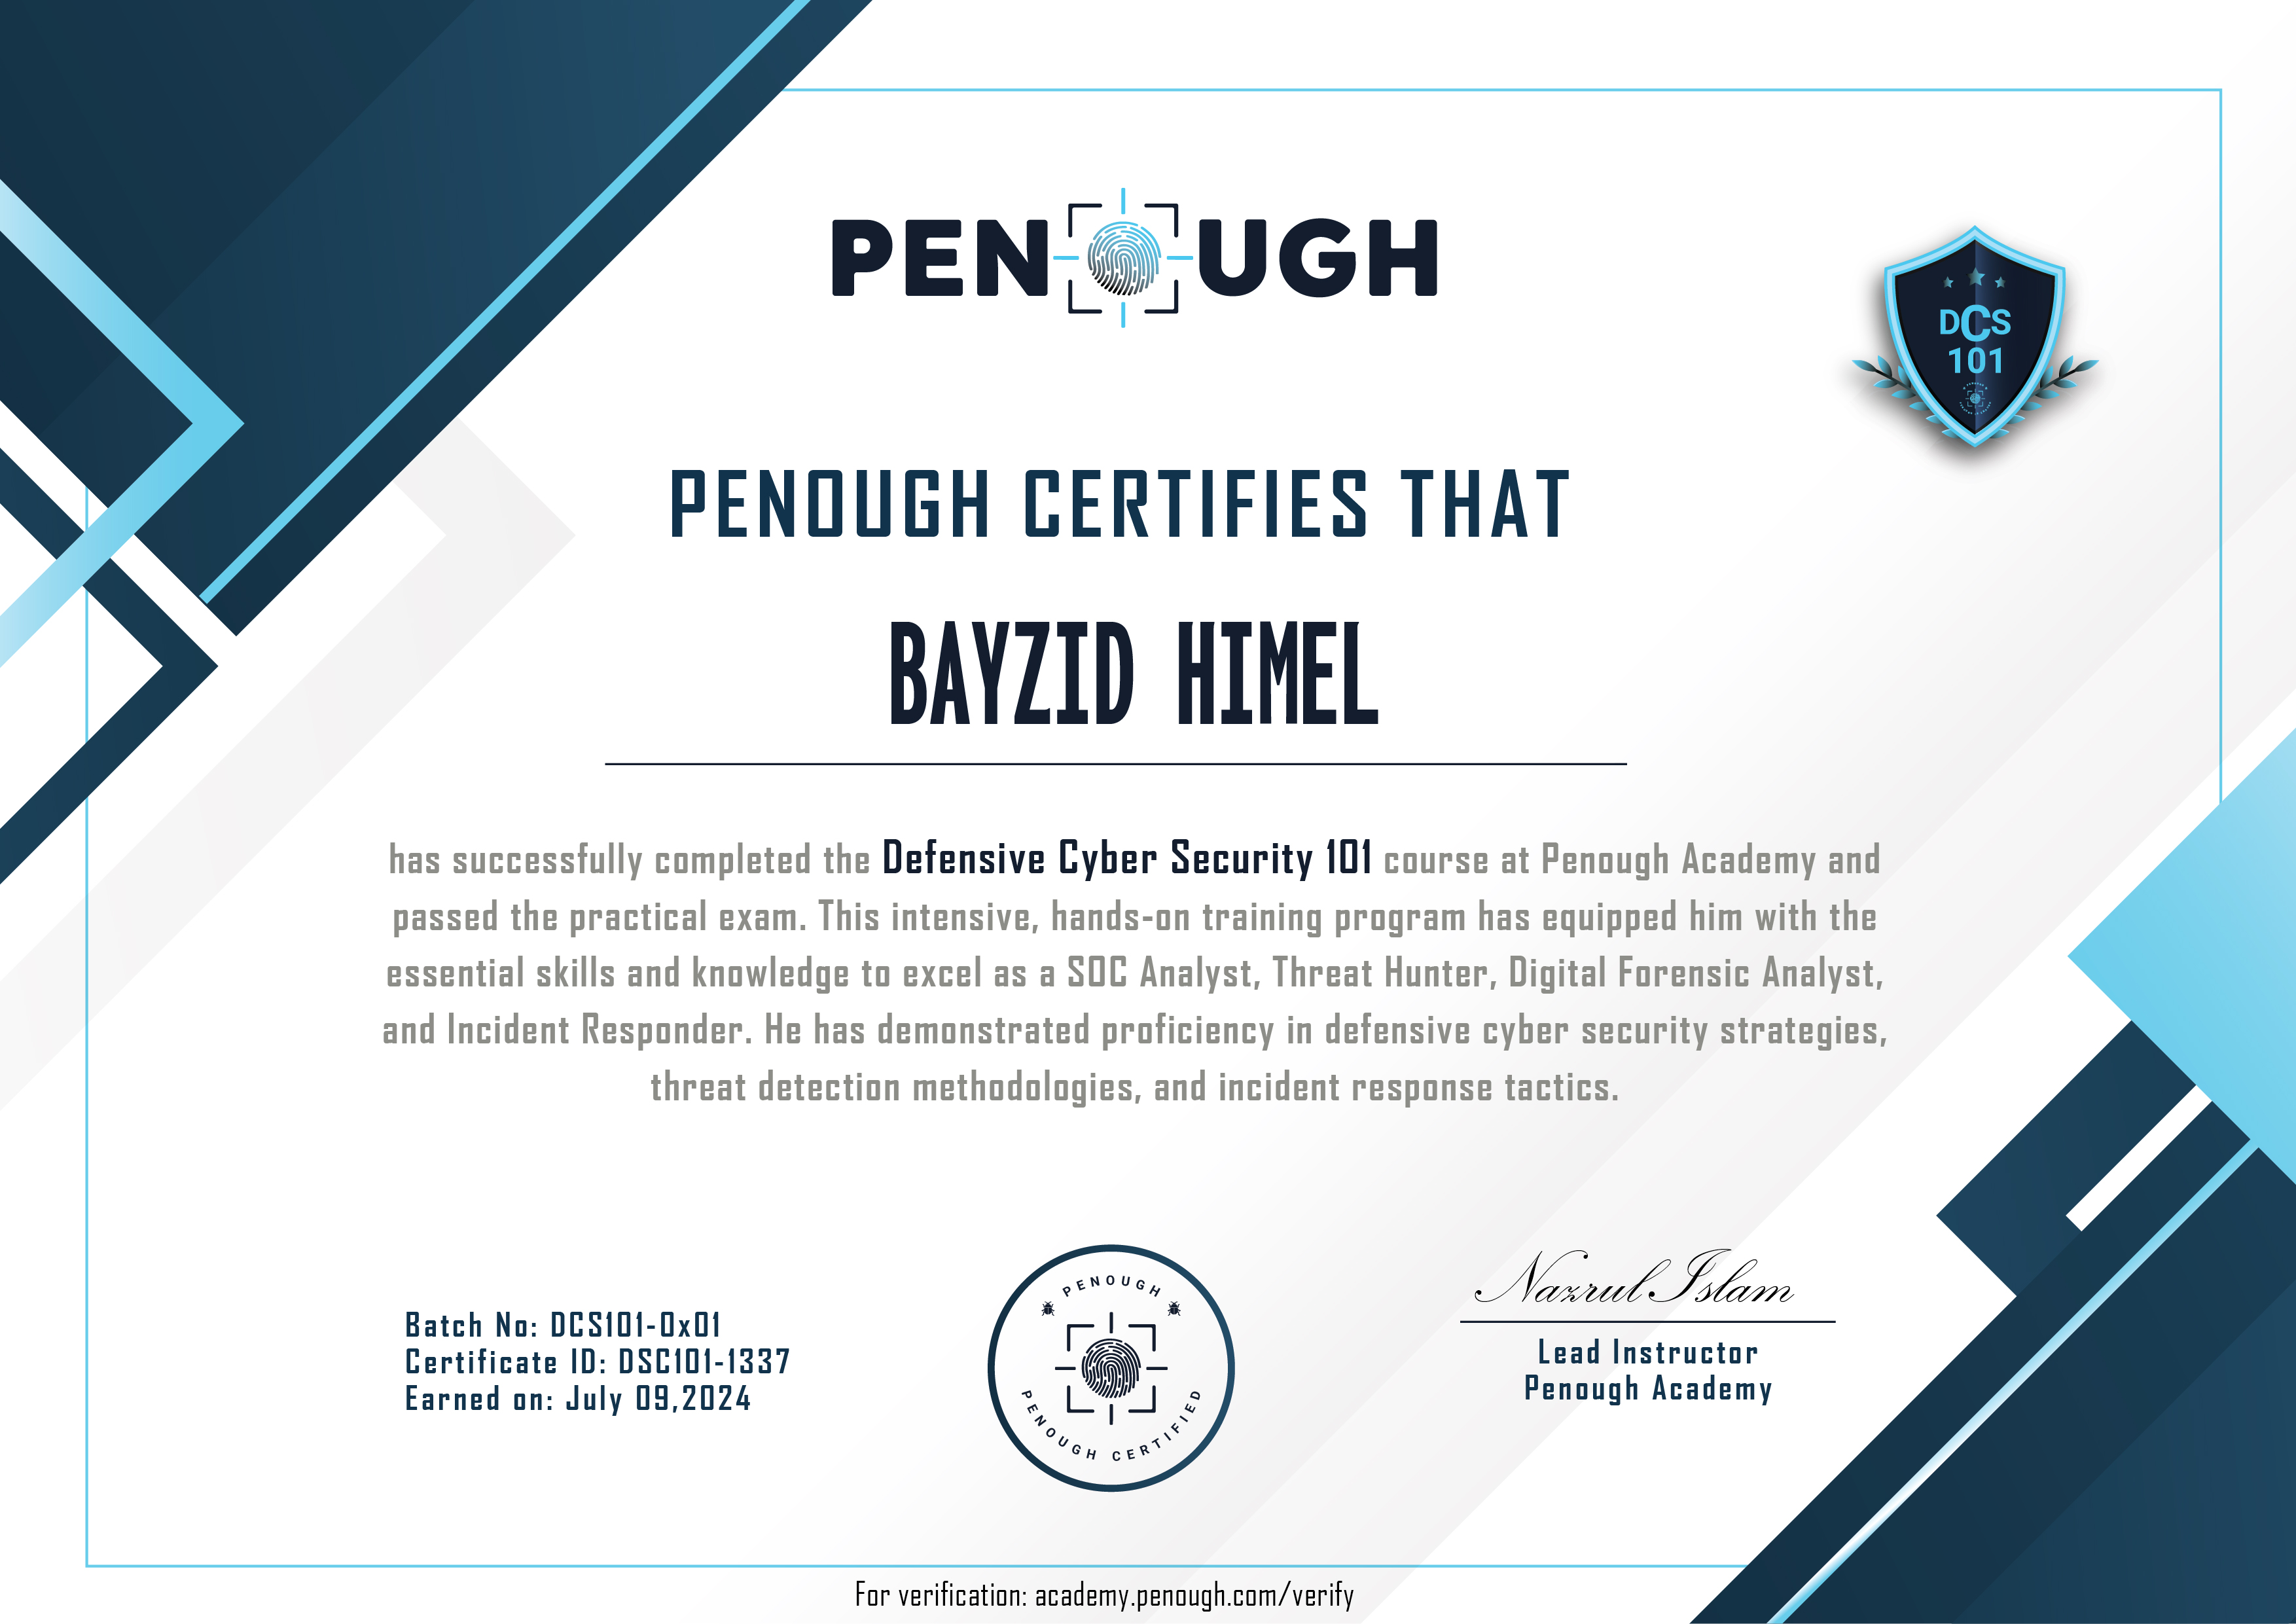 PENOUGH
DCS
101
PENOUGH CERTIFIES THAT
BAYZID HIMEL
has successfully completed the Defensive Cyber Security 101 course at Penough Academy and
passed the practical exam. This intensive, hands-on training program has equipped him with the
essential skills and knowledge to excel as a SOC Analyst, Threat Hunter, Digital Forensic Analyst,
and Incident Responder. He has demonstrated proficiency in defensive cyber security strategies,
threat detection methodologies, and incident response tactics.
Batch No: DCS101-0x01
Certificate ID: DSC101-1337
Earned on: July 09,2024
PENOUGH
PENOUGH CERTIFIED
Nazrul Islam
Lead Instructor
Penough Academy
For verification: academy.penough.com/verify